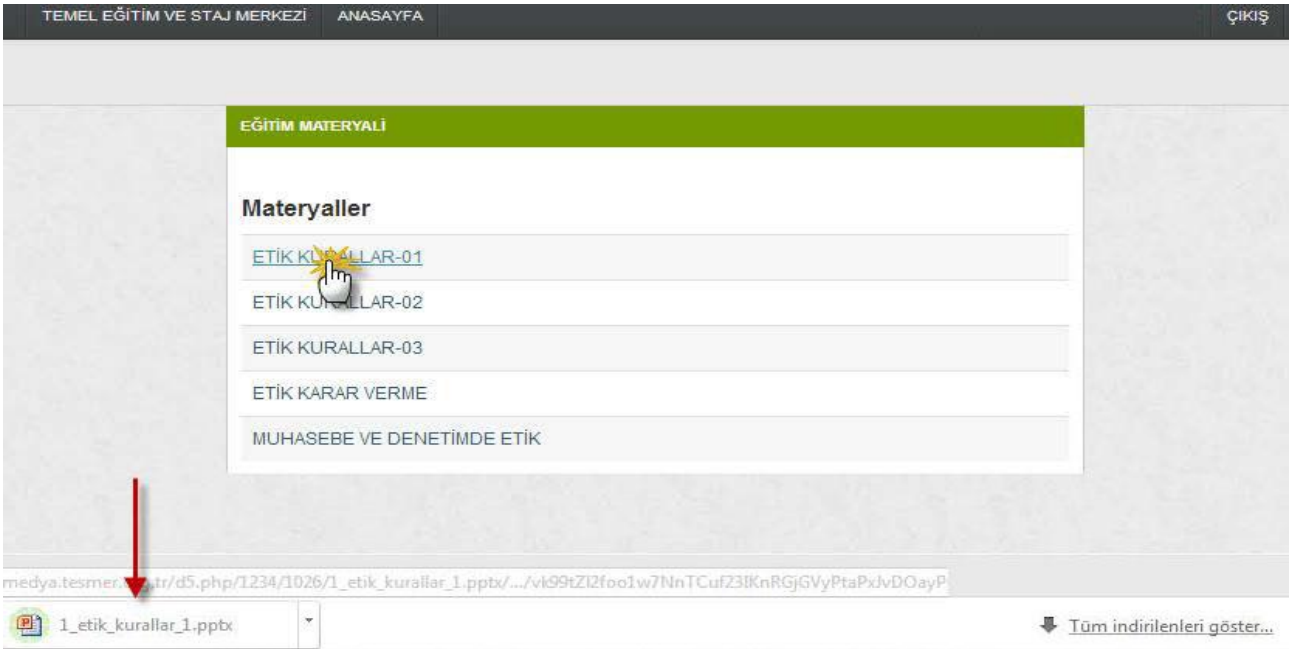 TEMEL EĞİTİM VE STAJ MERKEZİ ANASAYFA ÇIKIŞ
EĞİTİM MATERYALİ
Materyaller
ETİK KURALLAR-01
ETİK KURALLAR-02
ETİK KURALLAR-03
ETİK KARAR VERME
MUHASEBE VE DENETİMDE ETİK
1_etik_kurallar_1.pptx Tüm indirilenleri göster...